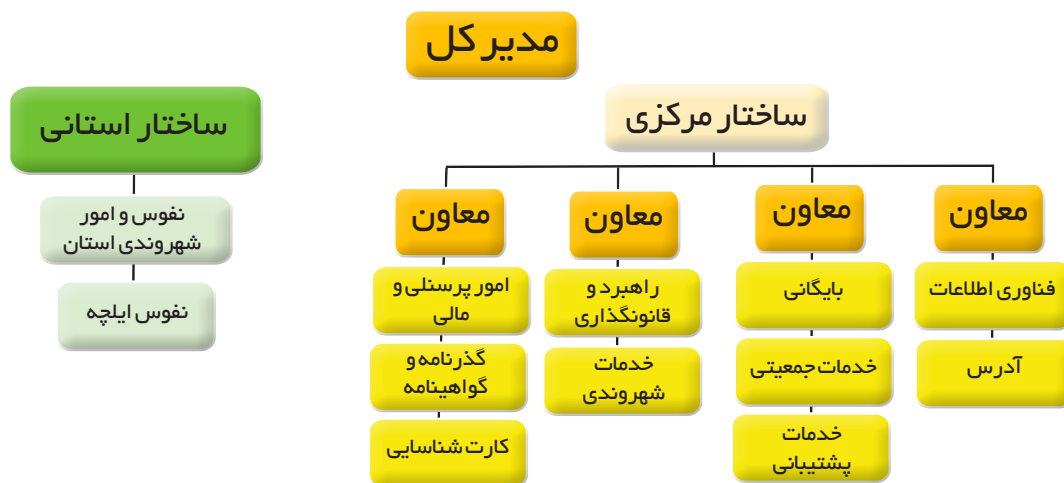 مدیر کل
ساختار مرکزی
معاون
فناوری اطلاعات
آدرس
معاون
بایگانی
خدمات جمعیتی
خدمات
پشتیبانی
معاون
راهبرد و
قانونگذاری
خدمات
شهروندی
معاون
امور پرسنلی و
مالی
گذرنامه و
گواهینامه
کارت شناسایی
ساختار استانی
نفوس و امور
شهروندی استان
نفوس ایلچه